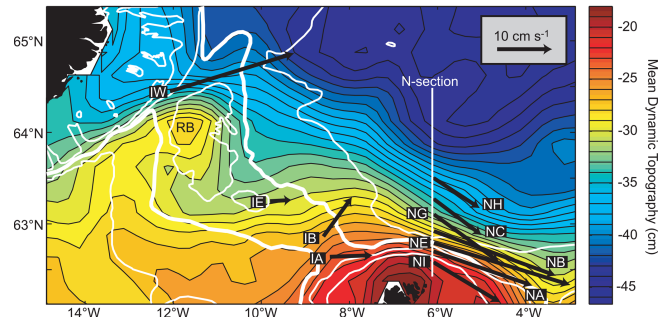 65°N
64°N
63°N
14°W
12°W
10°W
8°W
6°W
4°W
10 cm s⁻¹
N-section
IW
RB
IE
IB
IA
NH
NG
NC
NE
NI
NB
NA
-18
-25
-30
-35
-40
-45
Mean Dynamic Topography (cm)